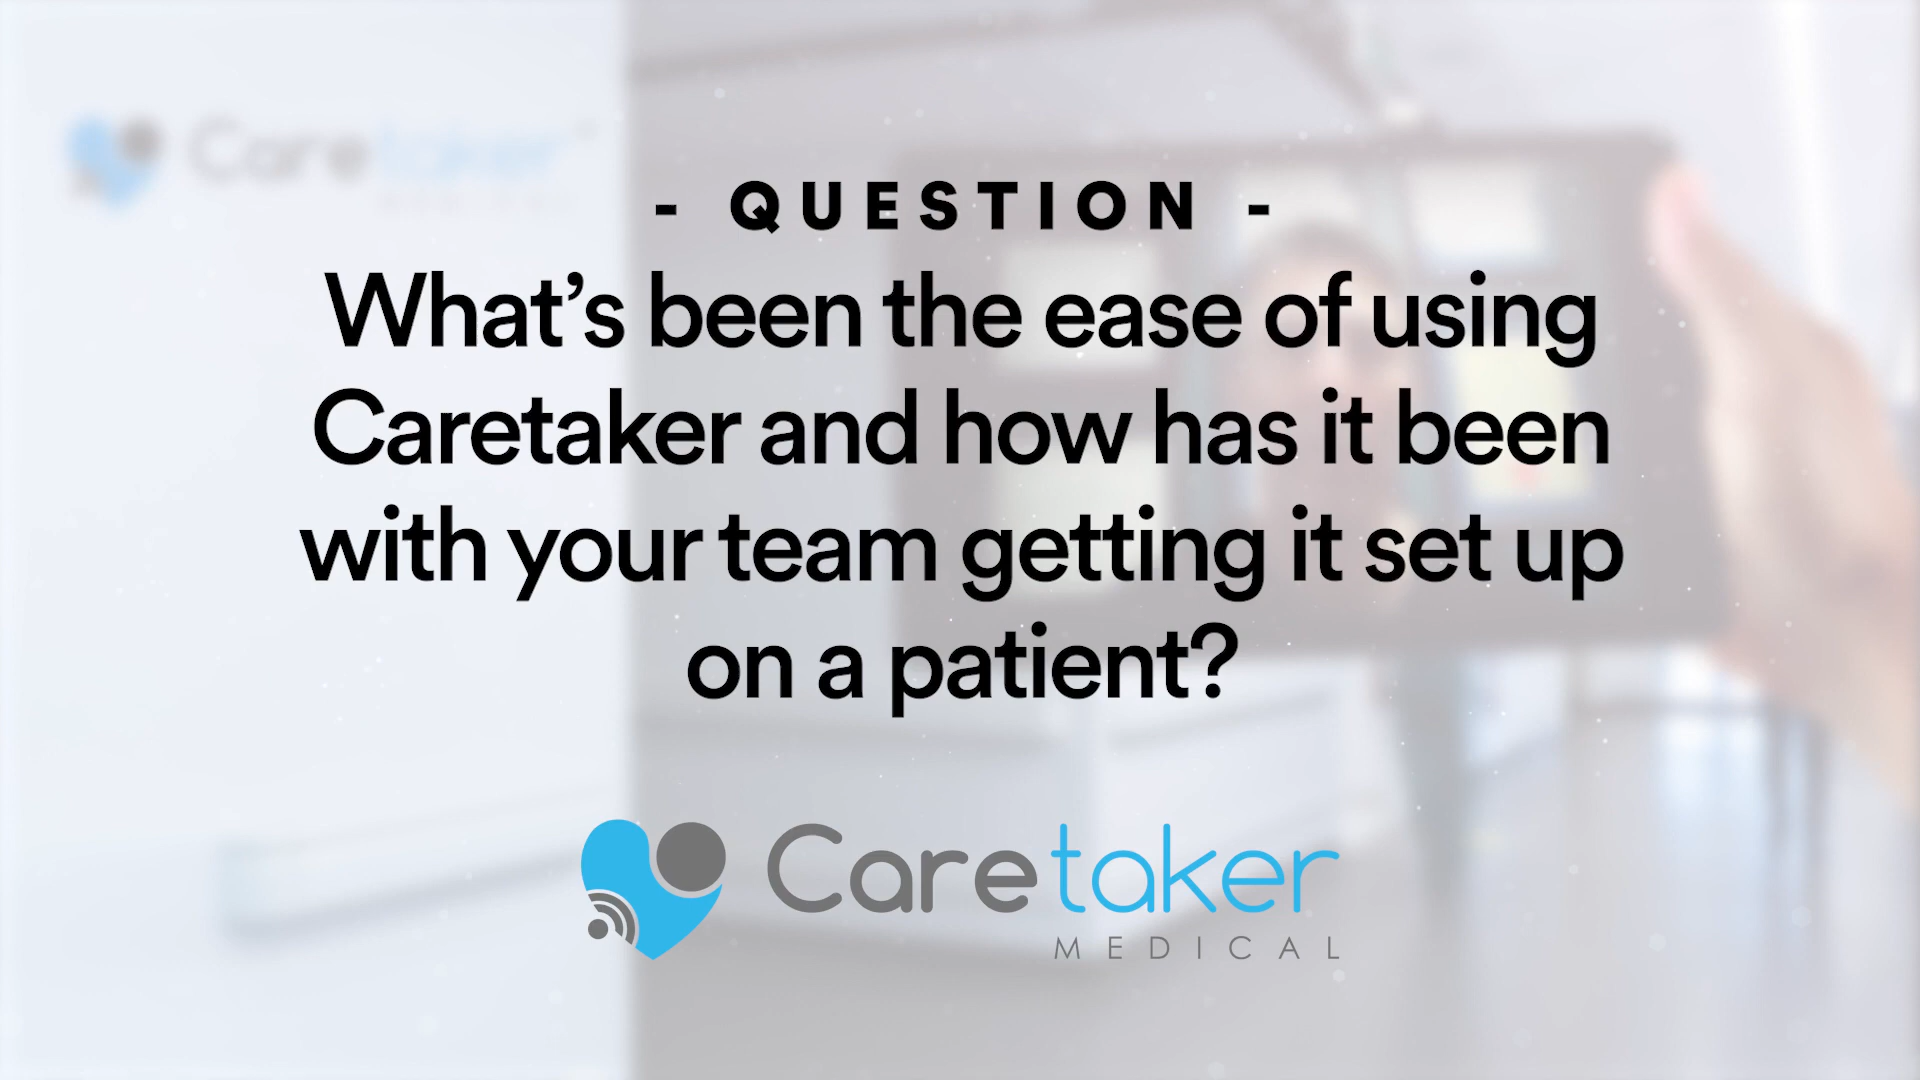 - QUESTION -
What’s been the ease of using
Caretaker and how has it been
with your team getting it set up
on a patient?
Caretaker
MEDICAL